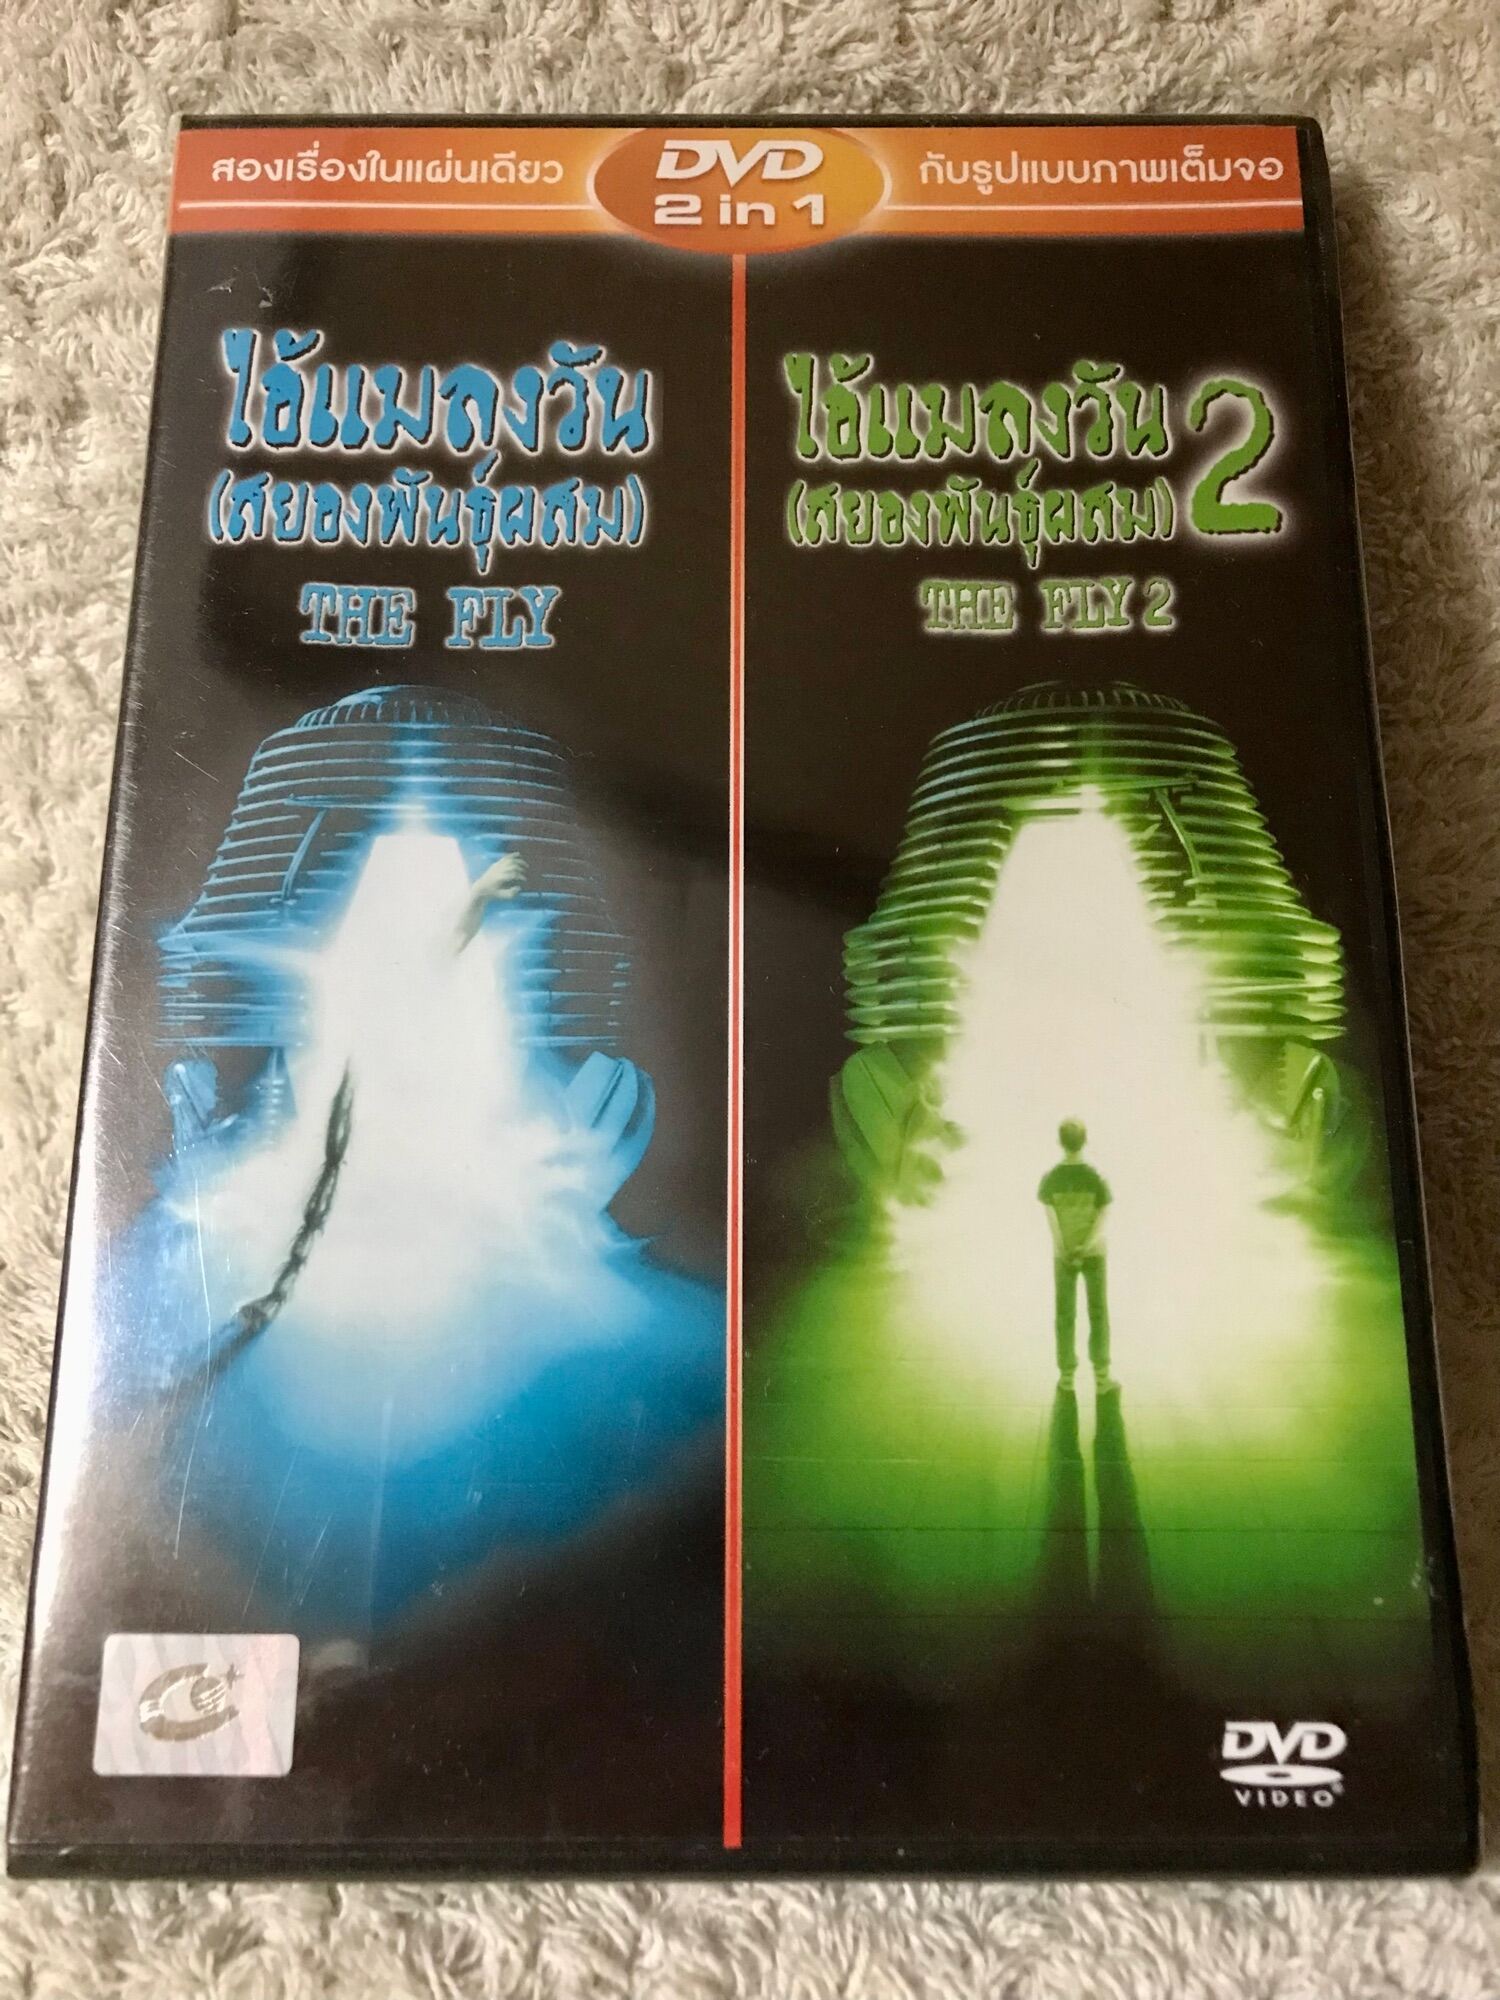 สองเรื่องในแผ่นเดียว
DVD
2 in 1
กับรูปแบบภาพเต็มจอ
ไอ้แมลงวัน
(สยองพันธุ์ผสม)
THE FLY
ไอ้แมลงวัน 2
(สยองพันธุ์ผสม)
THE FLY 2
DVD
VIDEO